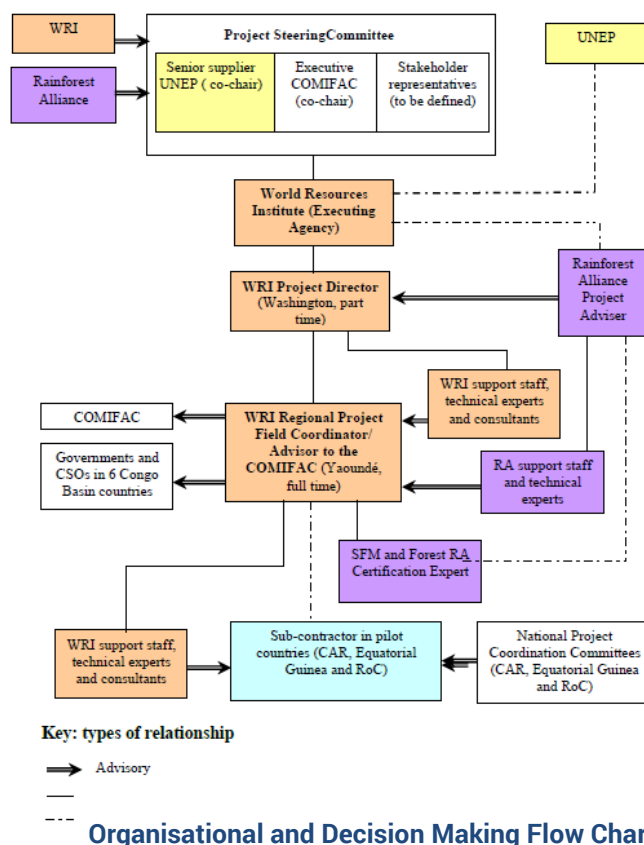 WRI
Project SteeringCommittee
UNEP
Rainforest
Alliance
Senior supplier
UNEP ( co-chair)
Executive
COMIFAC
(co-chair)
Stakeholder
representatives
(to be defined)
World Resources
Institute (Executing
Agency)
Rainforest
Alliance
Project
Adviser
WRI Project Director
(Washington, part
time)
WRI support staff,
technical experts
and consultants
COMIFAC
WRI Regional Project
Field Coordinator/
Advisor to the
COMIFAC (Yaoundé,
full time)
Governments and
CSOs in 6 Congo
Basin countries
RA support staff
and technical
experts
SFM and Forest RA
Certification Expert
WRI support staff,
technical experts
and consultants
Sub-contractor in pilot
countries (CAR, Equatorial
Guinea and RoC)
National Project
Coordination Committees
(CAR, Equatorial Guinea
and RoC)
Key: types of relationship
Advisory
Organisational and Decision Making Flow Char